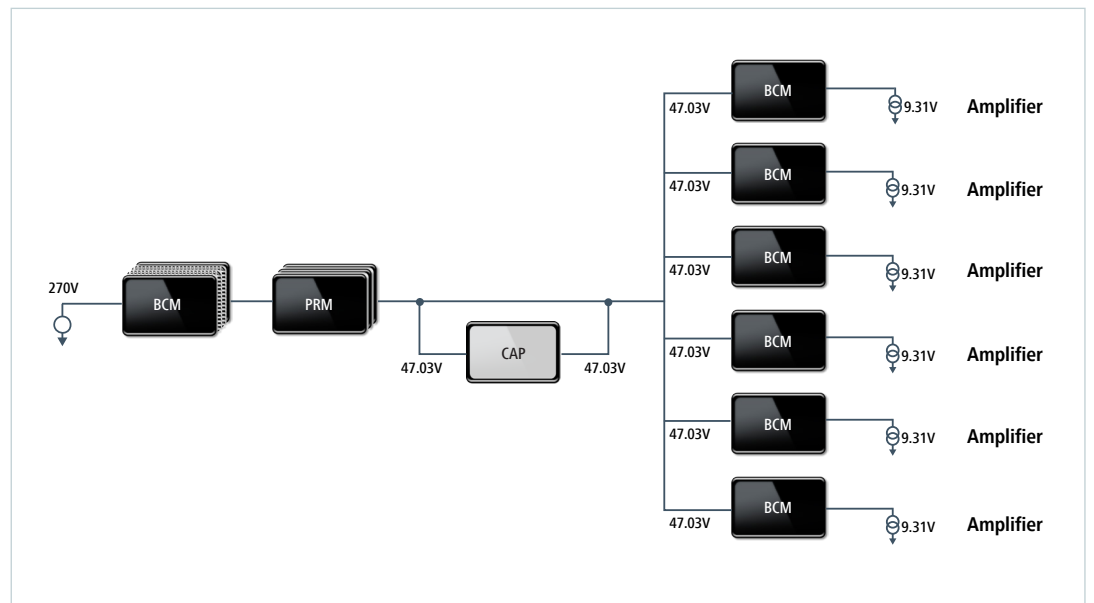 270V
BCM
PRM
47.03V
CAP
47.03V
47.03V
BCM
9.31V
Amplifier
47.03V
BCM
9.31V
Amplifier
47.03V
BCM
9.31V
Amplifier
47.03V
BCM
9.31V
Amplifier
47.03V
BCM
9.31V
Amplifier
47.03V
BCM
9.31V
Amplifier